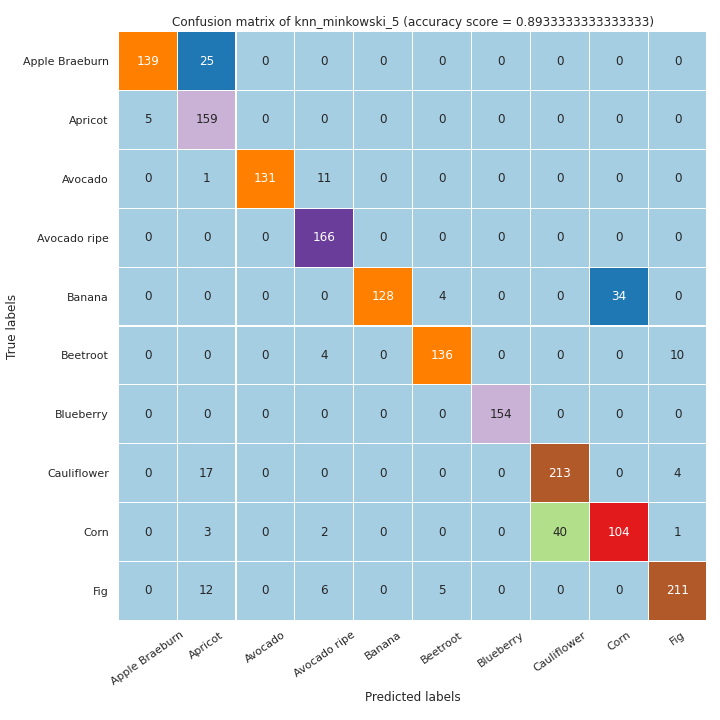 Confusion matrix of knn_minkowski_5 (accuracy score = 0.8933333333333333)
True labels
Apple Braeburn 139 25 0 0 0 0 0 0 0 0
Apricot 5 159 0 0 0 0 0 0 0 0
Avocado 0 1 131 11 0 0 0 0 0 0
Avocado ripe 0 0 0 166 0 0 0 0 0 0
Banana 0 0 0 0 128 4 0 0 34 0
Beetroot 0 0 0 4 0 136 0 0 0 10
Blueberry 0 0 0 0 0 0 154 0 0 0
Cauliflower 0 17 0 0 0 0 0 213 0 4
Corn 0 3 0 2 0 0 0 40 104 1
Fig 0 12 0 6 0 5 0 0 0 211
Apple Braeburn Apricot Avocado Avocado ripe Banana Beetroot Blueberry Cauliflower Corn Fig
Predicted labels